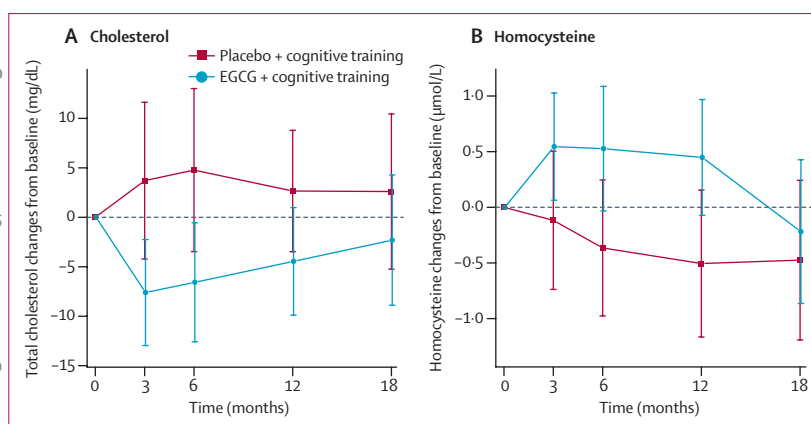 A Cholesterol
Placebo + cognitive training
EGCG + cognitive training
Total cholesterol changes from baseline (mg/dL)
10
5
0
–5
–10
–15
0 3 6 12 18
Time (months)
B Homocysteine
Homocysteine changes from baseline (μmol/L)
1·0
0·5
0·0
–0·5
–1·0
0 3 6 12 18
Time (months)